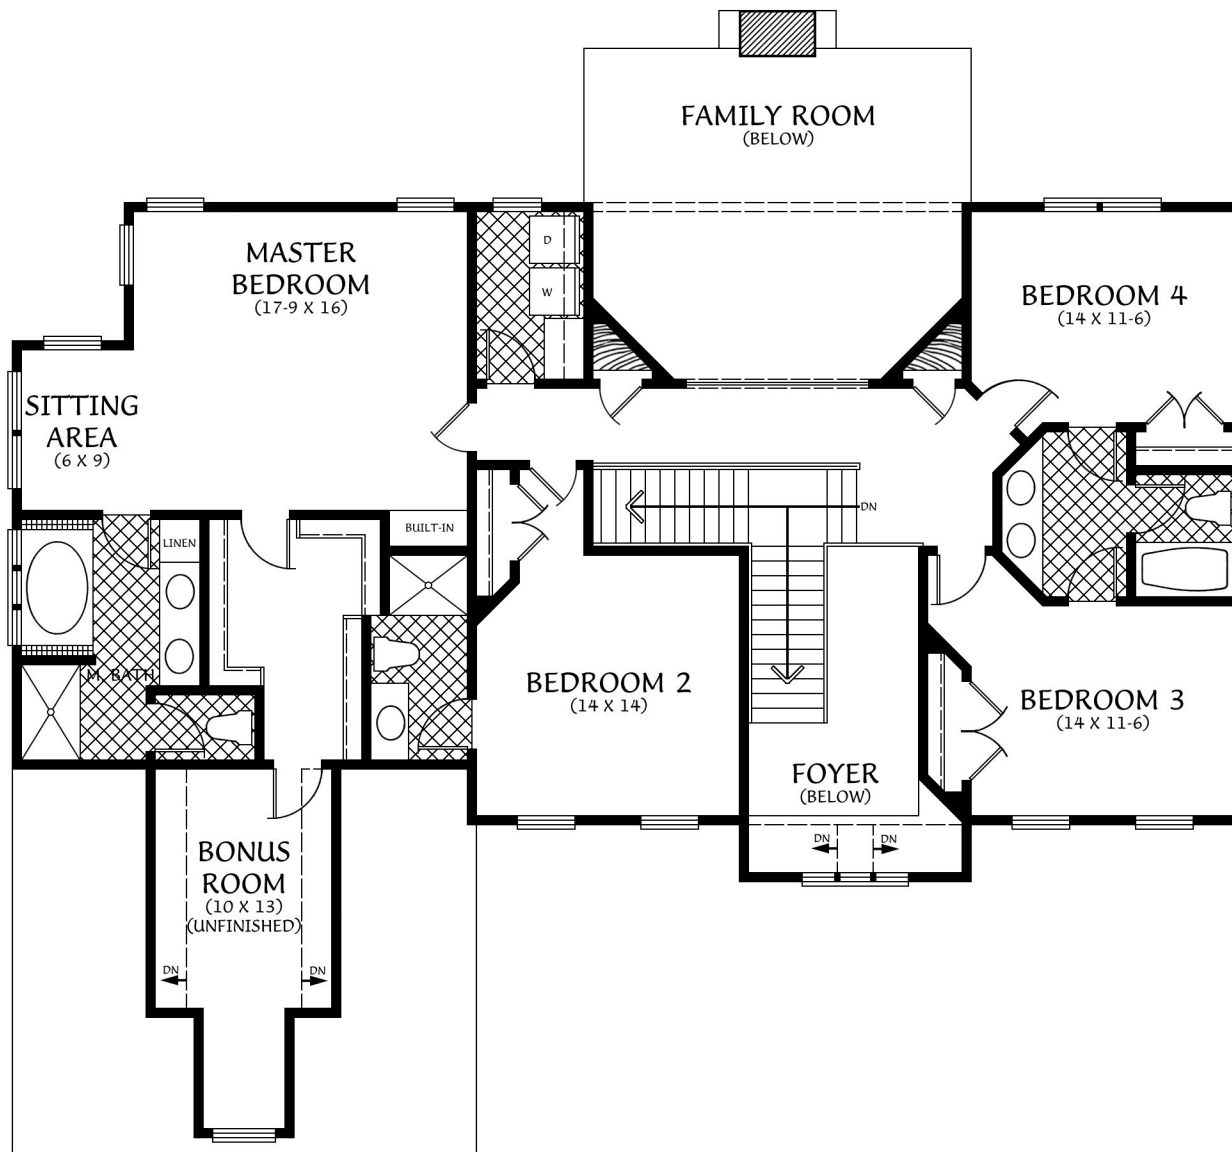 FAMILY ROOM
(BELOW)
MASTER
BEDROOM
(17-9 X 16)
D
W
BEDROOM 4
(14 X 11-6)
SITTING
AREA
(6 X 9)
BUILT-IN
DN
LINEN
M. BATH
BEDROOM 2
(14 X 14)
BEDROOM 3
(14 X 11-6)
FOYER
(BELOW)
DN
DN
BONUS
ROOM
(10 X 13)
(UNFINISHED)
DN
DN